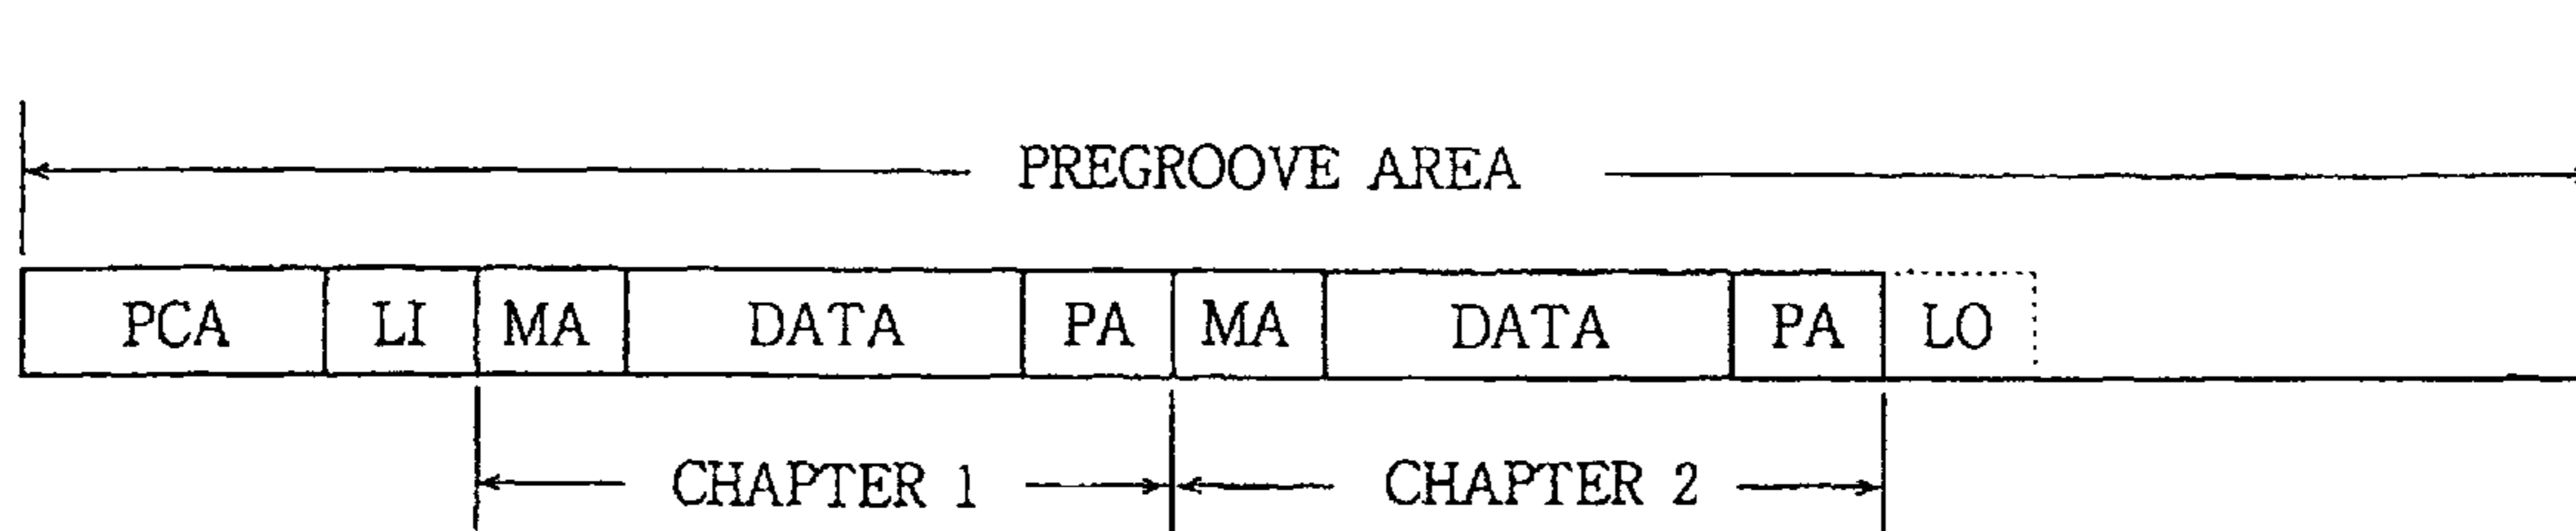 PREGROOVE AREA
PCA LI MA DATA PA MA DATA PA LO
CHAPTER 1 CHAPTER 2